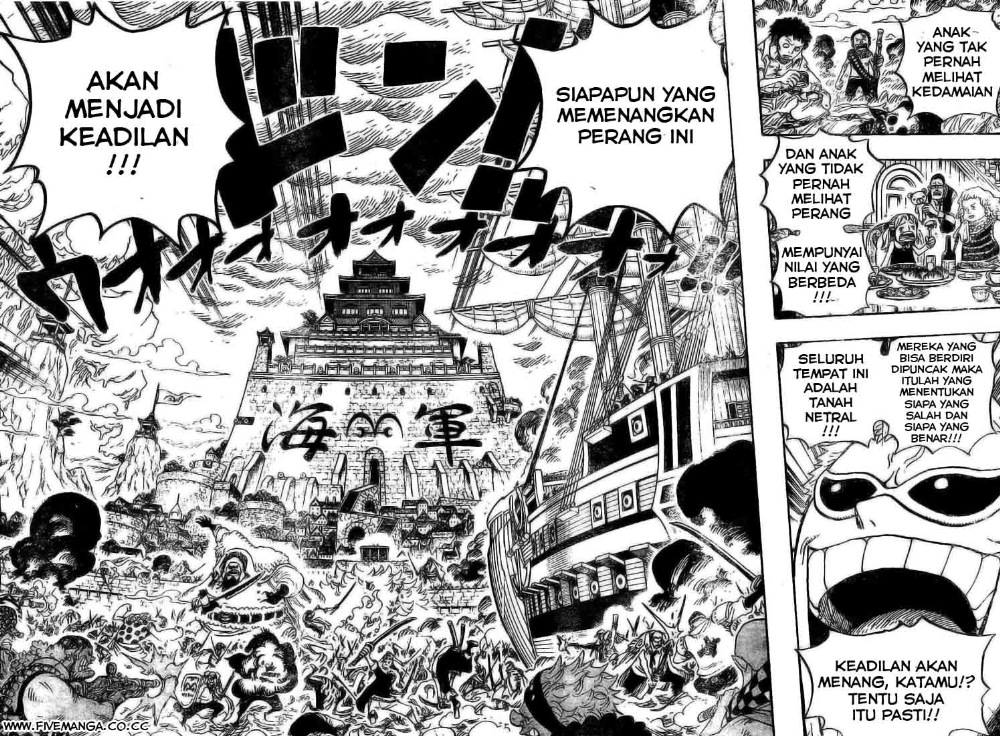 ANAK
YANG TAK
PERNAH
MELIHAT
KEDAMAIAN
DAN ANAK
YANG TIDAK
PERNAH
MELIHAT
PERANG
MEMPUNYAI
NILAI YANG
BERBEDA
!!!
MEREKA YANG
BISA BERDIRI
DIPUNCAK MAKA
ITULAH YANG
MENENTUKAN
SIAPA YANG
SALAH DAN
SIAPA YANG
BENAR!!!
SELURUH
TEMPAT INI
ADALAH
TANAH
NETRAL
!!!
KEADILAN AKAN
MENANG, KATAMU!?
TENTU SAJA
ITU PASTI!!
SIAPAPUN YANG
MEMENANGKAN
PERANG INI
AKAN
MENJADI
KEADILAN
!!!
ドン
ウオオオオオオオオオ
海軍
WWW.FIVEMANGA.CO.CC